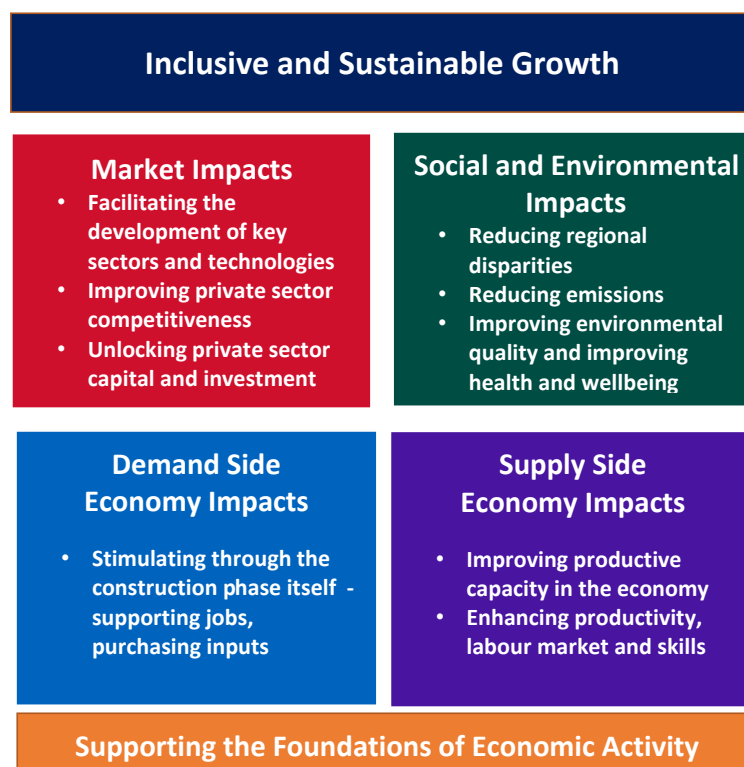 Inclusive and Sustainable Growth
Market Impacts
• Facilitating the
development of key
sectors and technologies
• Improving private sector
competitiveness
• Unlocking private sector
capital and investment
Social and Environmental
Impacts
• Reducing regional
disparities
• Reducing emissions
• Improving environmental
quality and improving
health and wellbeing
Demand Side
Economy Impacts
• Stimulating through the
construction phase itself -
supporting jobs,
purchasing inputs
Supply Side
Economy Impacts
• Improving productive
capacity in the economy
• Enhancing productivity,
labour market and skills
Supporting the Foundations of Economic Activity